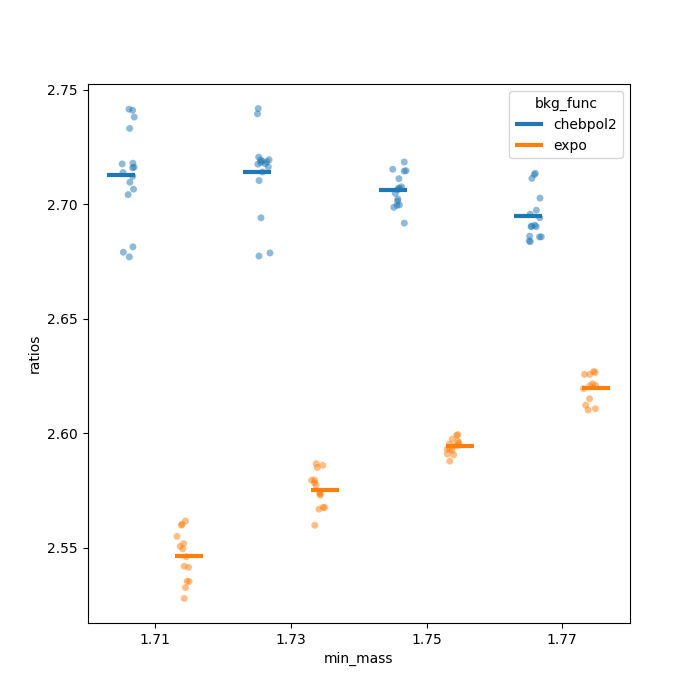 2.75
2.70
2.65
2.60
2.55
ratios
bkg_func
chebpol2
expo
1.71 1.73 1.75 1.77
min_mass